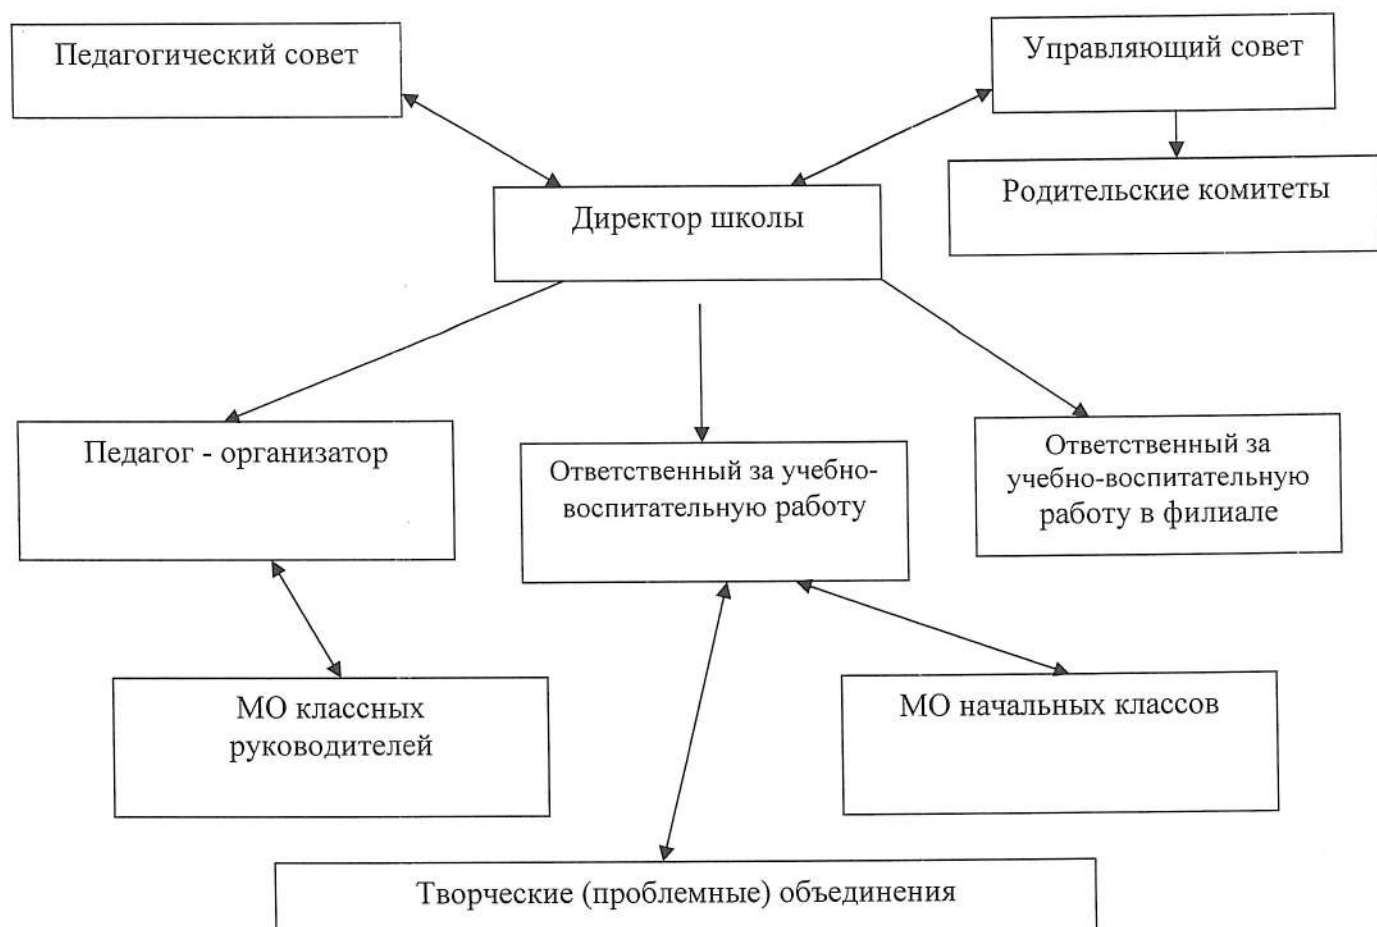 Педагогический совет
Управляющий совет
Родительские комитеты
Директор школы
Педагог - организатор
Ответственный за учебно-
воспитательную работу
Ответственный за
учебно-воспитательную
работу в филиале
МО классных
руководителей
МО начальных классов
Творческие (проблемные) объединения